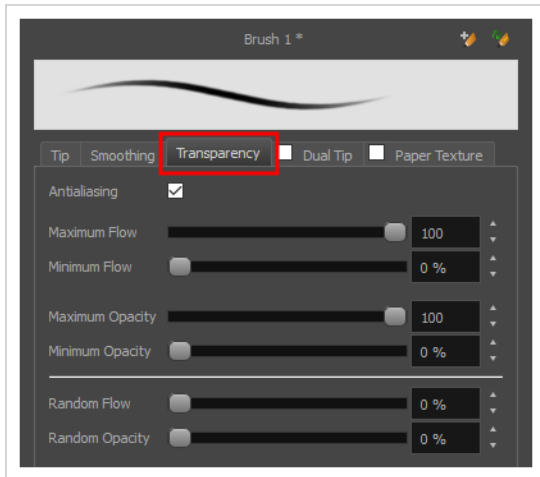 Brush 1 *
Tip Smoothing Transparency Dual Tip Paper Texture
Antialiasing
Maximum Flow 100
Minimum Flow 0 %
Maximum Opacity 100
Minimum Opacity 0 %
Random Flow 0 %
Random Opacity 0 %